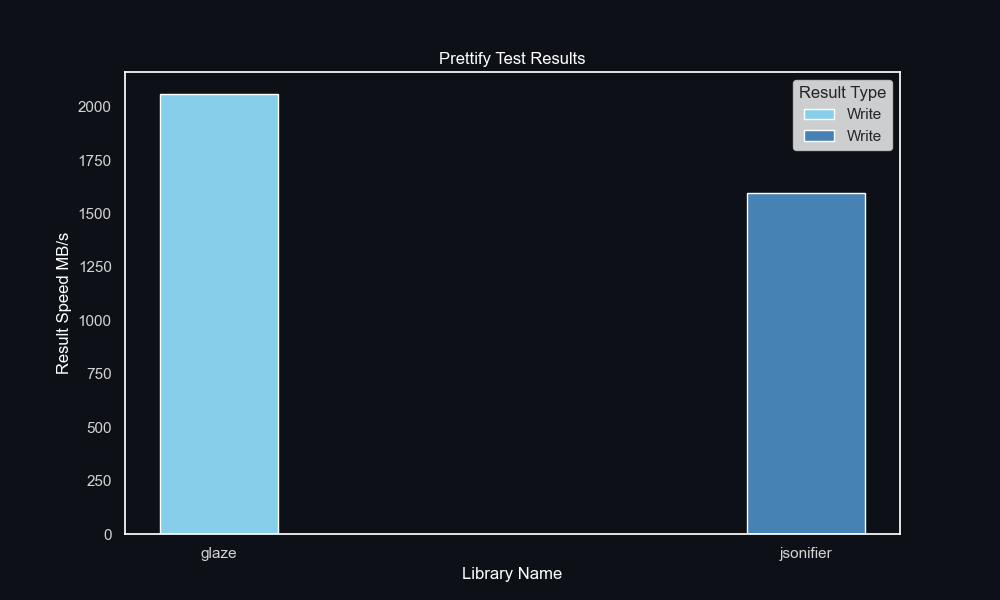 Prettify Test Results
Result Type
Write
Write
2000
1750
1500
1250
1000
750
500
250
0
Result Speed MB/s
glaze
jsonifier
Library Name